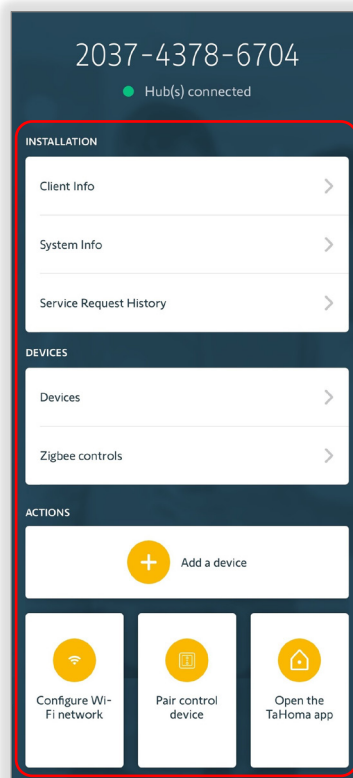 2037-4378-6704
Hub(s) connected
INSTALLATION
Client Info
System Info
Service Request History
DEVICES
Devices
Zigbee controls
ACTIONS
Add a device
Configure Wi-
Fi network
Pair control
device
Open the
TaHoma app